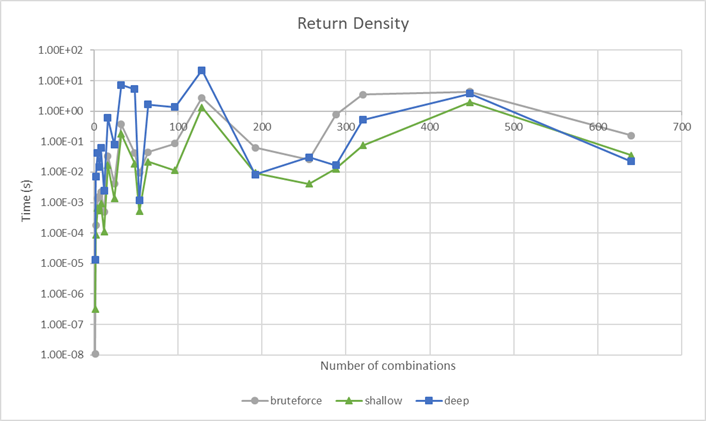 Return Density
1.00E+02
1.00E+01
1.00E+00
0 100 200 300 400 500 600 700
1.00E-01
1.00E-02
1.00E-03
1.00E-04
1.00E-05
1.00E-06
1.00E-07
1.00E-08
Time (s)
Number of combinations
bruteforce shallow deep